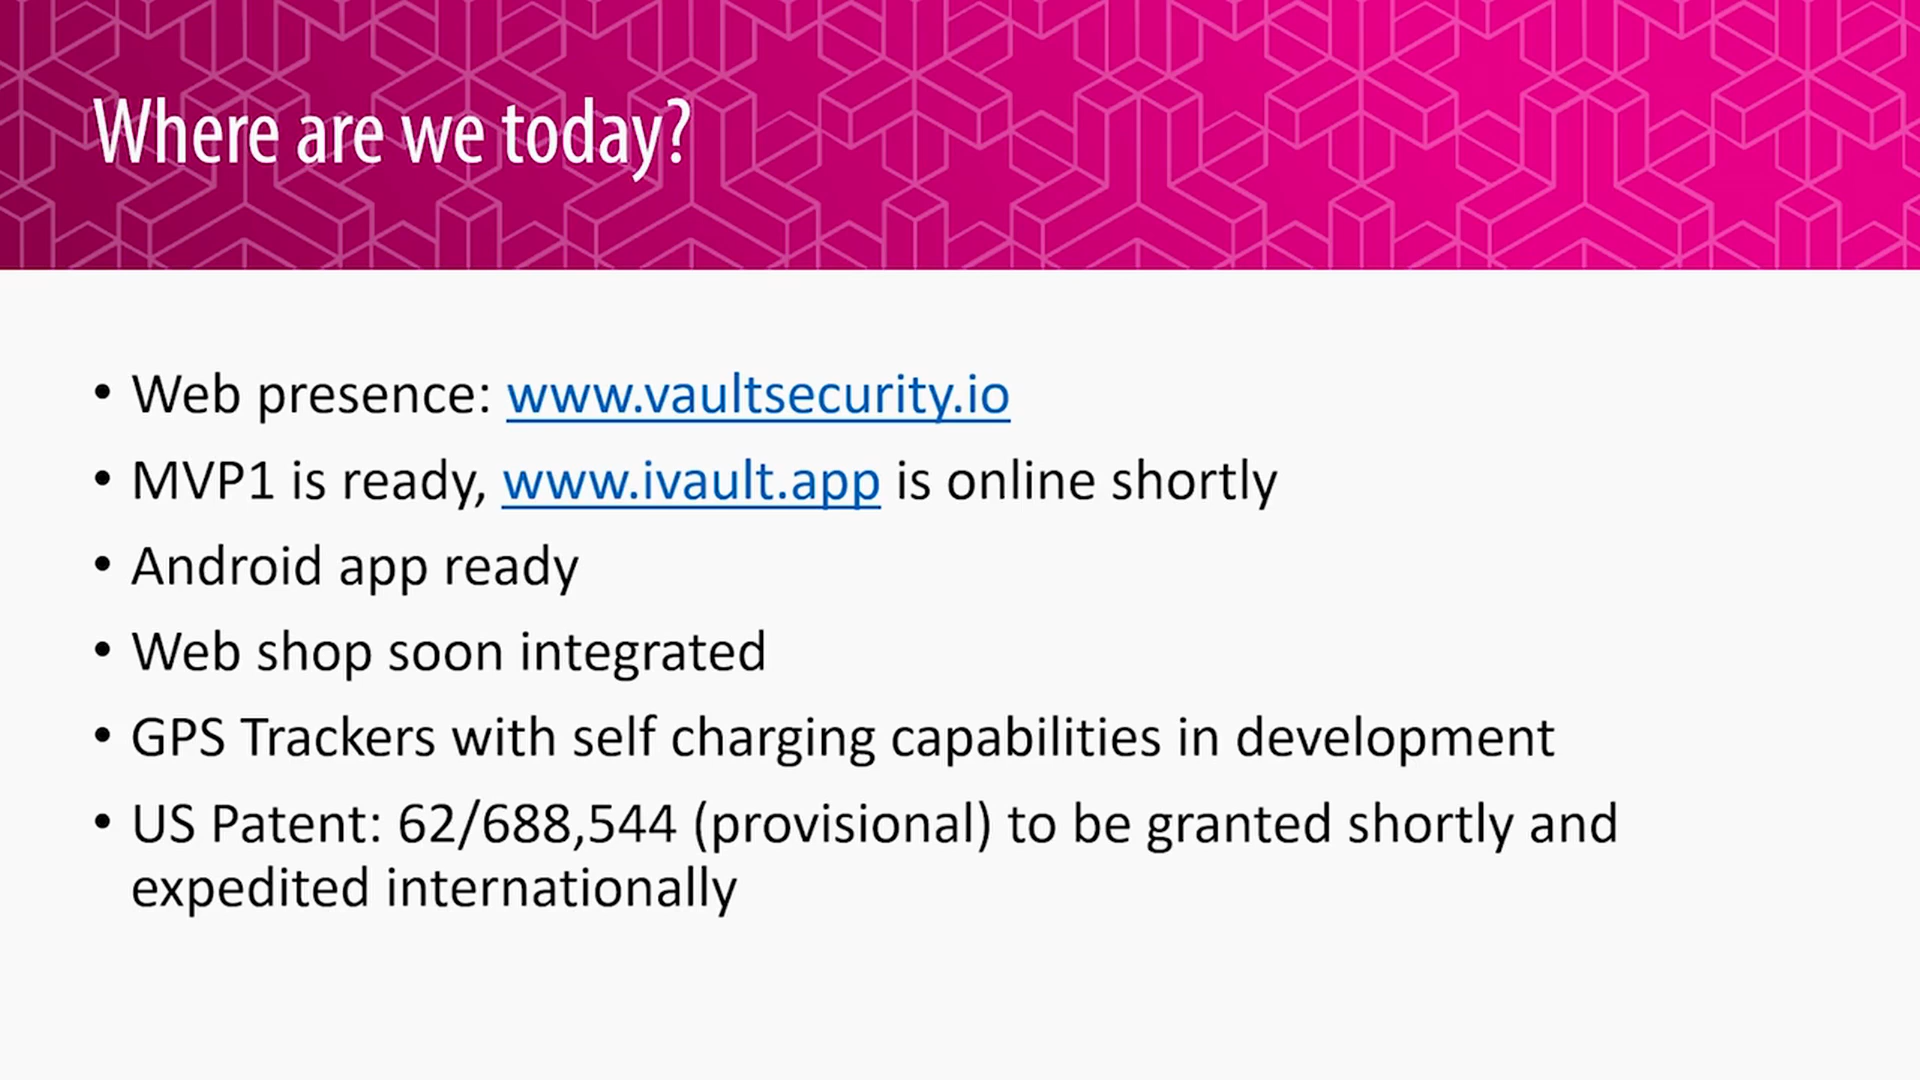 Where are we today?
• Web presence: www.vaultsecurity.io
• MVP1 is ready, www.ivault.app is online shortly
• Android app ready
• Web shop soon integrated
• GPS Trackers with self charging capabilities in development
• US Patent: 62/688,544 (provisional) to be granted shortly and
expedited internationally